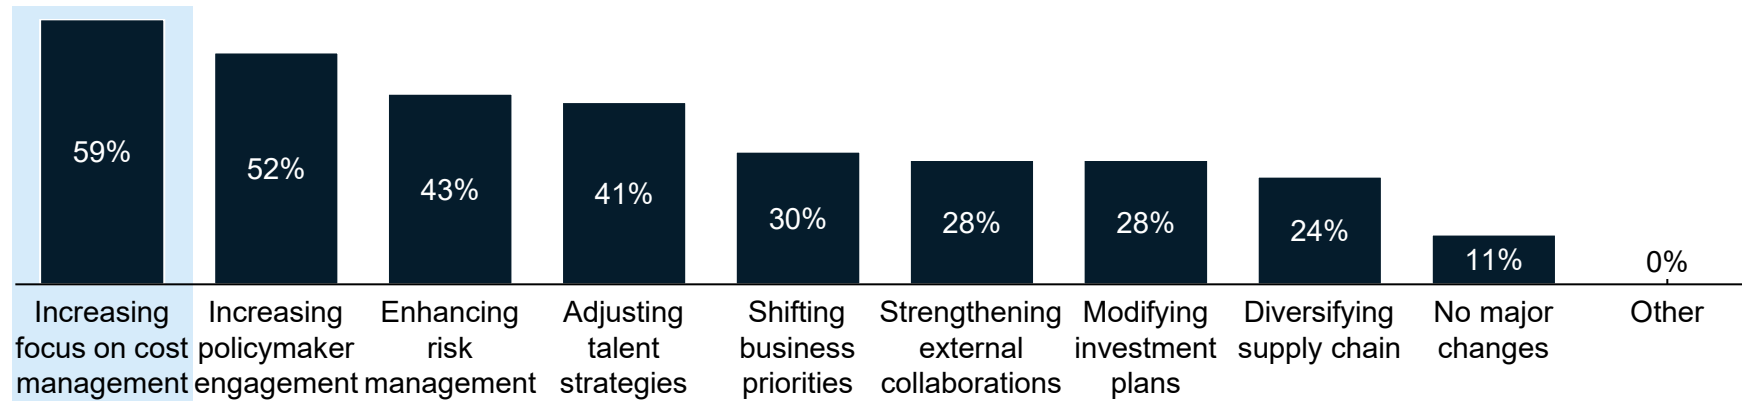 59%
52%
43%
41%
30%
28%
28%
24%
11%
0%
Increasing
focus on cost
management
Increasing
policymaker
engagement
Enhancing
risk
management
Adjusting
talent
strategies
Shifting
business
priorities
Strengthening
external
collaborations
Modifying
investment
plans
Diversifying
supply chain
No major
changes
Other